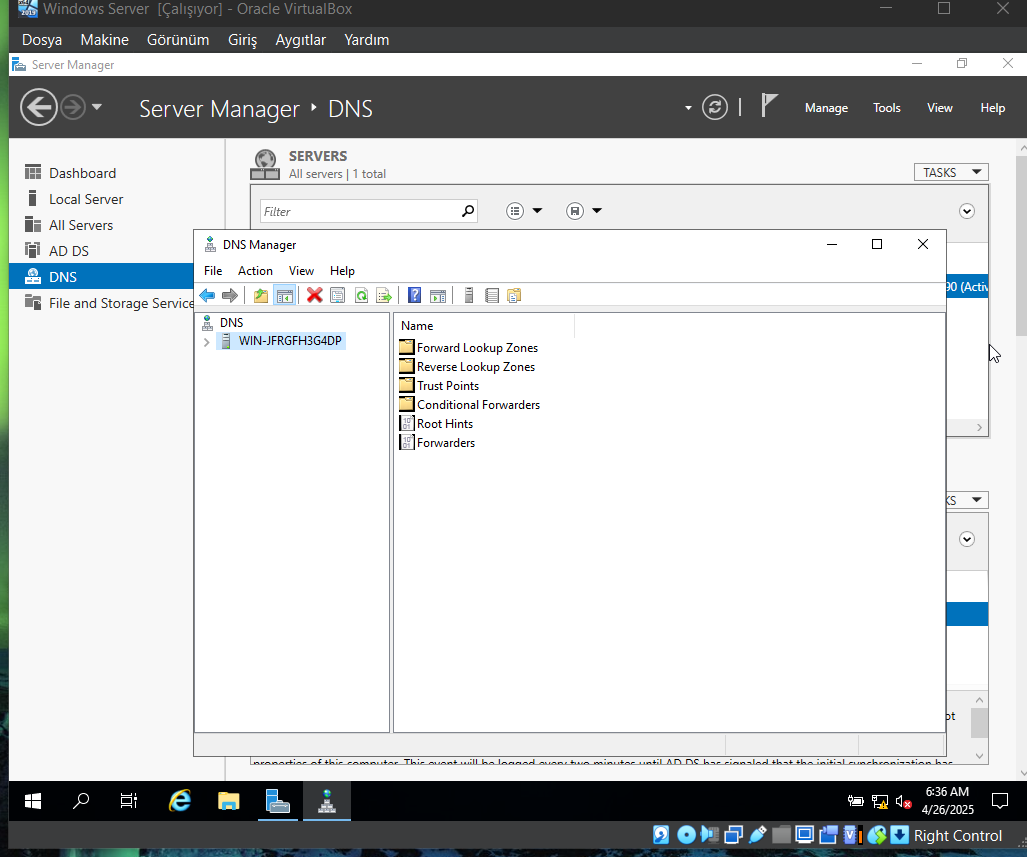 Windows Server [Çalışıyor] - Oracle VirtualBox
Dosya Makine Görünüm Giriş Aygıtlar Yardım
Server Manager
Server Manager ‣ DNS
Manage Tools View Help
Dashboard
Local Server
All Servers
AD DS
DNS
File and Storage Service
SERVERS
All servers | 1 total
TASKS
Filter
90 (Activ
DNS Manager
File Action View Help
DNS
WIN-JFRGFH3G4DP
Name
Forward Lookup Zones
Reverse Lookup Zones
Trust Points
Conditional Forwarders
Root Hints
Forwarders
KS
ot
properties of this computer. This event will be logged every two minutes until AD DS has signaled that the initial synchronization has
6:36 AM
4/26/2025
Right Control